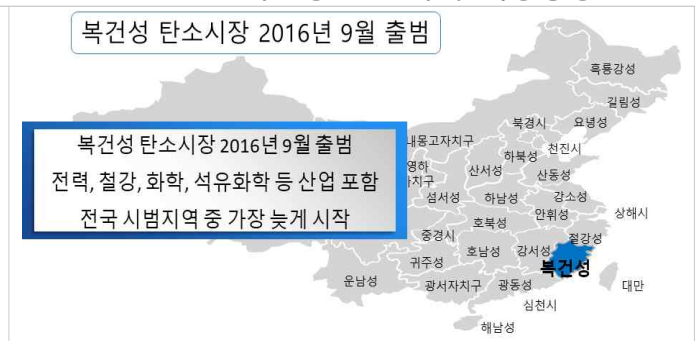 복건성 탄소시장 2016년 9월 출범
복건성 탄소시장 2016년 9월 출범
전력, 철강, 화학, 석유화학 등 산업 포함
전국 시범지역 중 가장 늦게 시작
흑룡강성
길림성
북경시
요녕성
내몽고자치구
하북성
천진시
영하
자치구
산서성
산동성
섬서성
하남성
강소성
안휘성
상해시
호북성
중경시
절강성
귀주성
호남성
강서성
복건성
운남성
광서자치구
광동성
대만
심천시
해남성